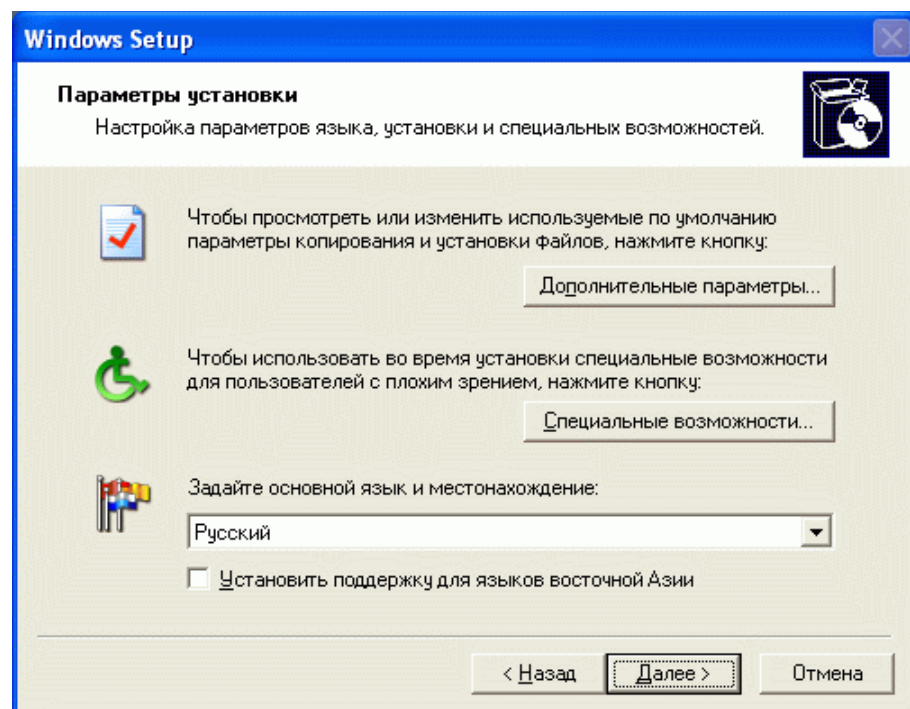 Windows Setup
Параметры установки
Настройка параметров языка, установки и специальных возможностей.
Чтобы просмотреть или изменить используемые по умолчанию
параметры копирования и установки файлов, нажмите кнопку:
Дополнительные параметры...
Чтобы использовать во время установки специальные возможности
для пользователей с плохим зрением, нажмите кнопку:
Специальные возможности...
Задайте основной язык и местонахождение:
Русский
Установить поддержку для языков восточной Азии
< Назад Далее > Отмена